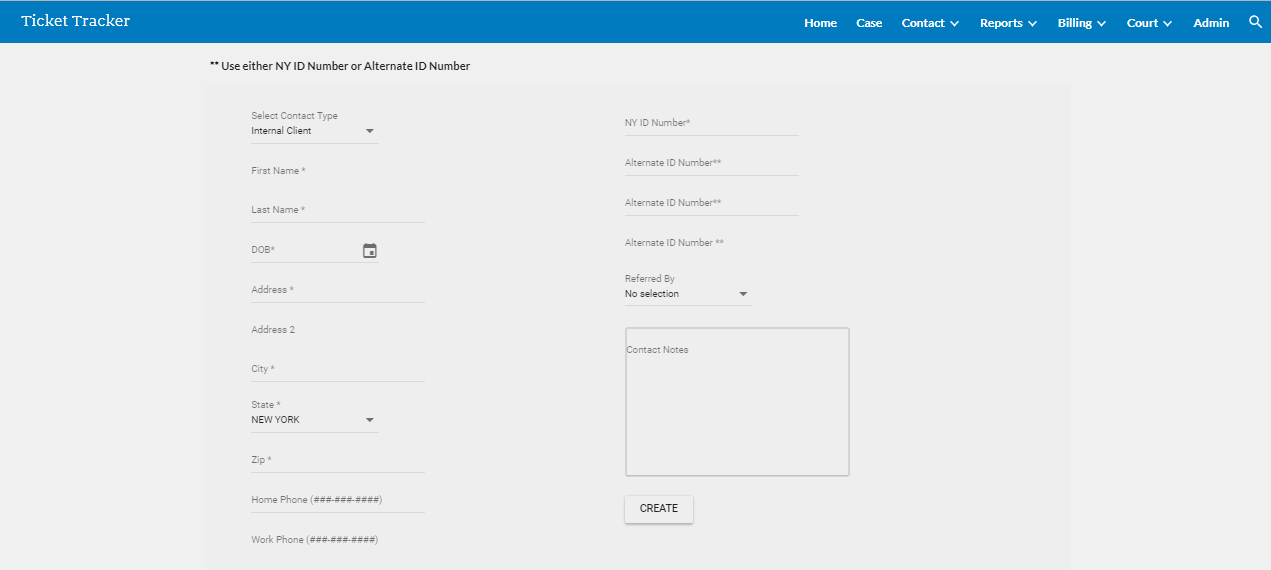 Ticket Tracker
Home Case Contact Reports Billing Court Admin
** Use either NY ID Number or Alternate ID Number
Select Contact Type
Internal Client
First Name *
Last Name *
DOB*
Address *
Address 2
City *
State *
NEW YORK
Zip *
Home Phone (###-###-####)
Work Phone (###-###-####)
NY ID Number*
Alternate ID Number**
Alternate ID Number**
Alternate ID Number **
Referred By
No selection
Contact Notes
CREATE